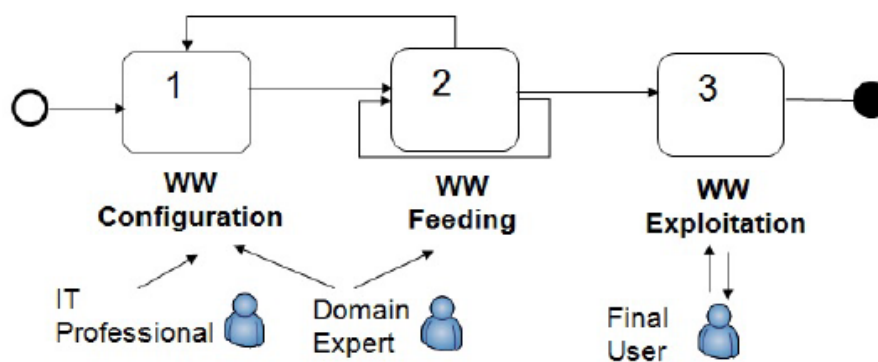 1
2
3
WW
Configuration
WW
Feeding
WW
Exploitation
IT
Professional
Domain
Expert
Final
User